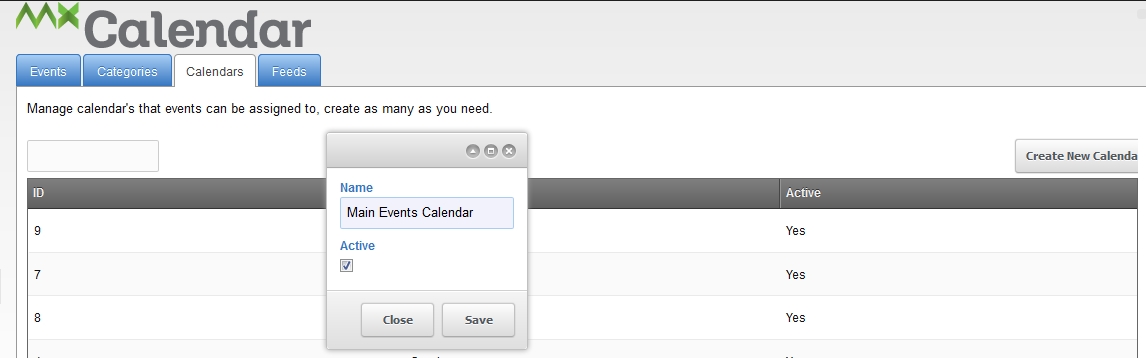 MX Calendar
Events Categories Calendars Feeds
Manage calendar's that events can be assigned to, create as many as you need.
Create New Calenda
ID Active
Name
Main Events Calendar
Active
9 Yes
7 Yes
8 Yes
Close Save